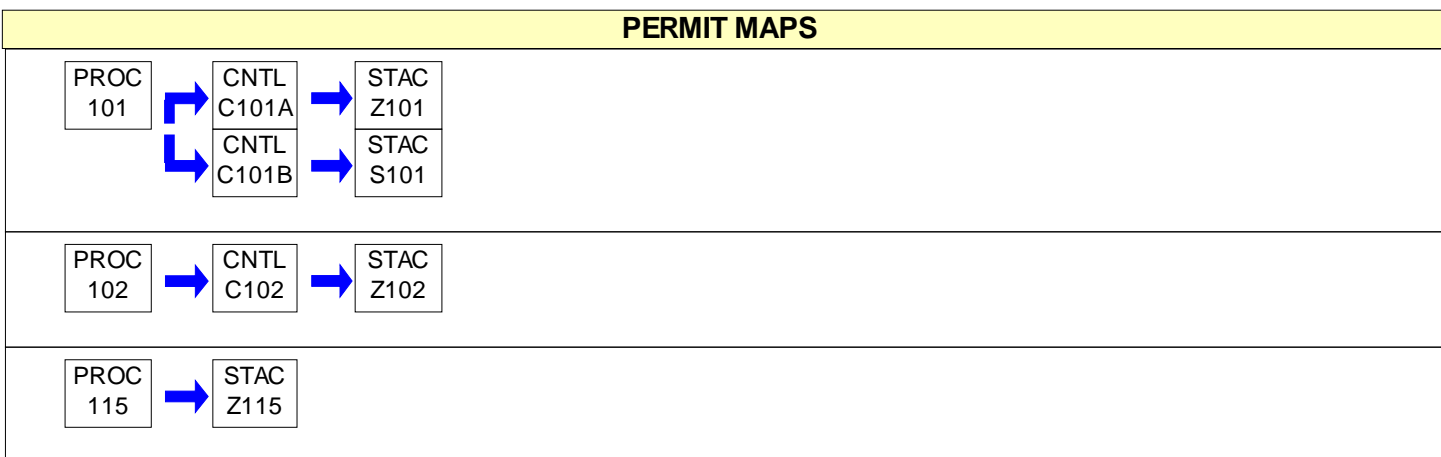 PERMIT MAPS
PROC
101
CNTL
C101A
STAC
Z101
CNTL
C101B
STAC
S101
PROC
102
CNTL
C102
STAC
Z102
PROC
115
STAC
Z115